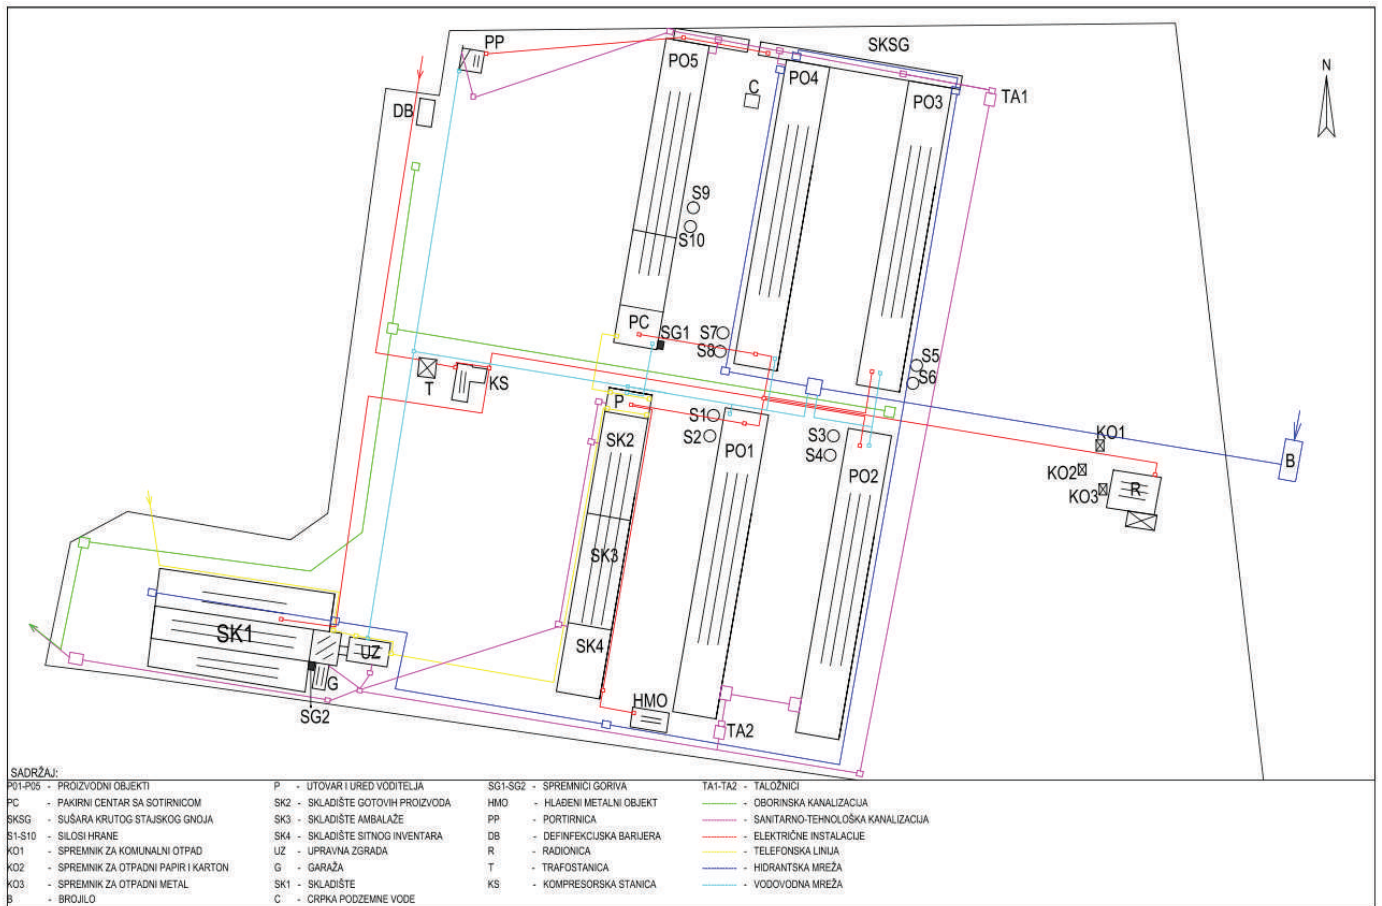 PP
SKSG
N
PO5
PO4
PO3
C
TA1
DB
S9
S10
PC
SG1
S7
S8
S5
S6
T
KS
P
S1
S2
S3
S4
SK2
PO1
PO2
KO1
KO2
KO3
R
B
SK3
SK1
UZ
SK4
G
HMO
SG2
TA2
SADRŽAJ:
P01-P05 - PROIZVODNI OBJEKTI
PC - PAKIRNI CENTAR SA SOTIRNICOM
SKSG - SUŠARA KRUTOG STAJSKOG GNOJA
S1-S10 - SILOSI HRANE
KO1 - SPREMNIK ZA KOMUNALNI OTPAD
KO2 - SPREMNIK ZA OTPADNI PAPIR I KARTON
KO3 - SPREMNIK ZA OTPADNI METAL
B - BROJILO
P - UTOVAR I URED VODITELJA
SK2 - SKLADIŠTE GOTOVIH PROIZVODA
SK3 - SKLADIŠTE AMBALAŽE
SK4 - SKLADIŠTE SITNOG INVENTARA
UZ - UPRAVNA ZGRADA
G - GARAŽA
SK1 - SKLADIŠTE
C - CRPKA PODZEMNE VODE
SG1-SG2 - SPREMNICI GORIVA
HMO - HLAĐENI METALNI OBJEKT
PP - PORTIRNICA
DB - DEFINFEKCIJSKA BARIJERA
R - RADIONICA
T - TRAFOSTANICA
KS - KOMPRESORSKA STANICA
TA1-TA2 - TALOŽNICI
- OBORINSKA KANALIZACIJA
- SANITARNO-TEHNOLOŠKA KANALIZACIJA
- ELEKTRIČNE INSTALACIJE
- TELEFONSKA LINIJA
- HIDRANTSKA MREŽA
- VODOVODNA MREŽA